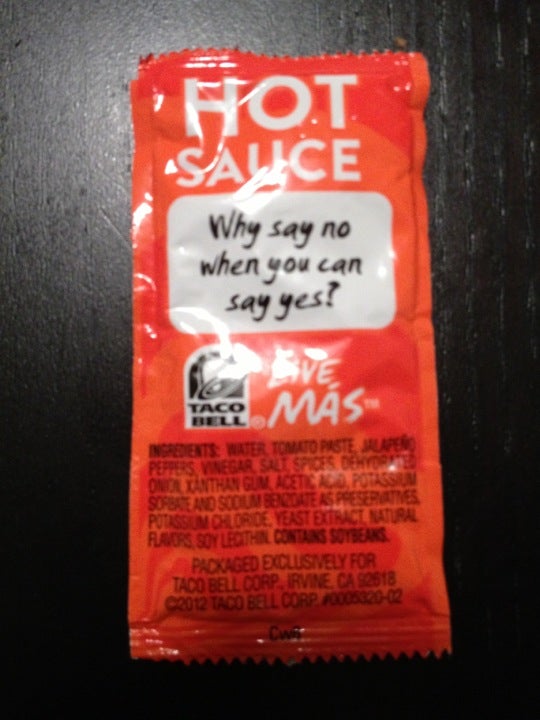 HOT
SAUCE
Why say no
when you can
say yes?
TACO
BELL®
LIVE
MÁS™
INGREDIENTS: WATER, TOMATO PASTE, JALAPEÑO
PEPPERS, VINEGAR, SALT, SPICES, DEHYDRATED
ONION, XANTHAN GUM, ACETIC ACID, POTASSIUM
SORBATE AND SODIUM BENZOATE AS PRESERVATIVES,
POTASSIUM CHLORIDE, YEAST EXTRACT, NATURAL
FLAVORS, SOY LECITHIN. CONTAINS SOYBEANS.
PACKAGED EXCLUSIVELY FOR
TACO BELL CORP., IRVINE, CA 92618
©2012 TACO BELL CORP. #0005320-02